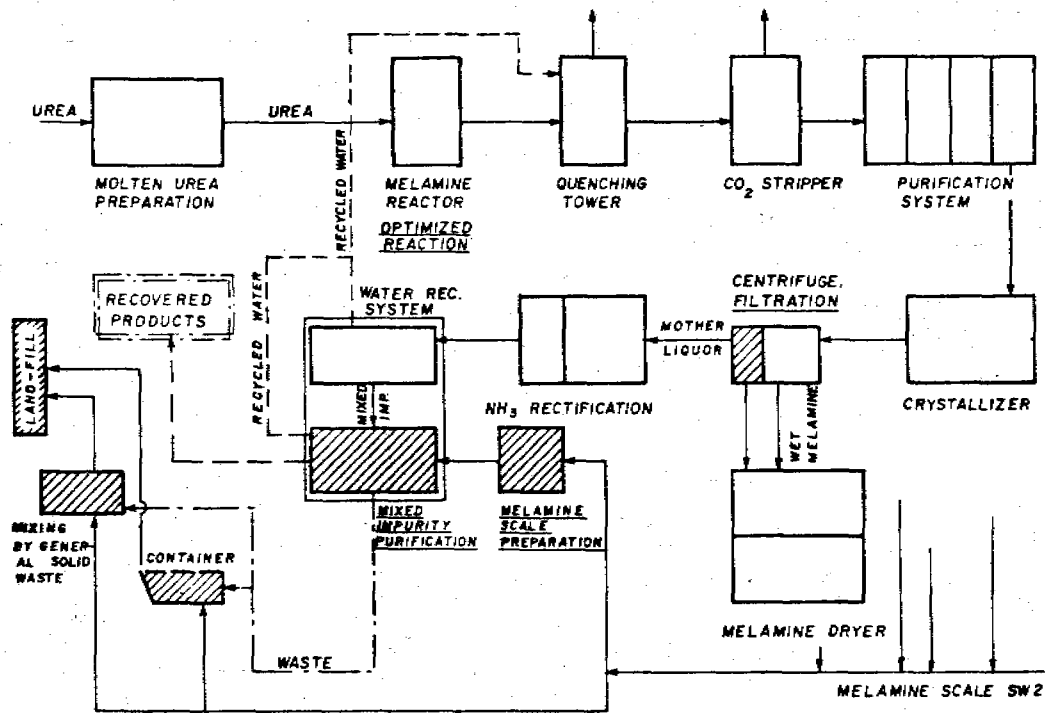 UREA
UREA
MOLTEN UREA
PREPARATION
MELAMINE
REACTOR
OPTIMIZED
REACTION
QUENCHING
TOWER
CO2 STRIPPER
PURIFICATION
SYSTEM
RECYCLED WATER
RECYCLED WATER
RECOVERED
PRODUCTS
WATER REC.
SYSTEM
MIXED
IMP.
NH3 RECTIFICATION
MOTHER
LIQUOR
CENTRIFUGE,
FILTRATION
CRYSTALLIZER
WET
MELAMINE
LAND-FILL
MIXING
BY GENER-
AL SOLID
WASTE
CONTAINER
MIXED
IMPURITY
PURIFICATION
MELAMINE
SCALE
PREPARATION
MELAMINE DRYER
WASTE
MELAMINE SCALE SW2